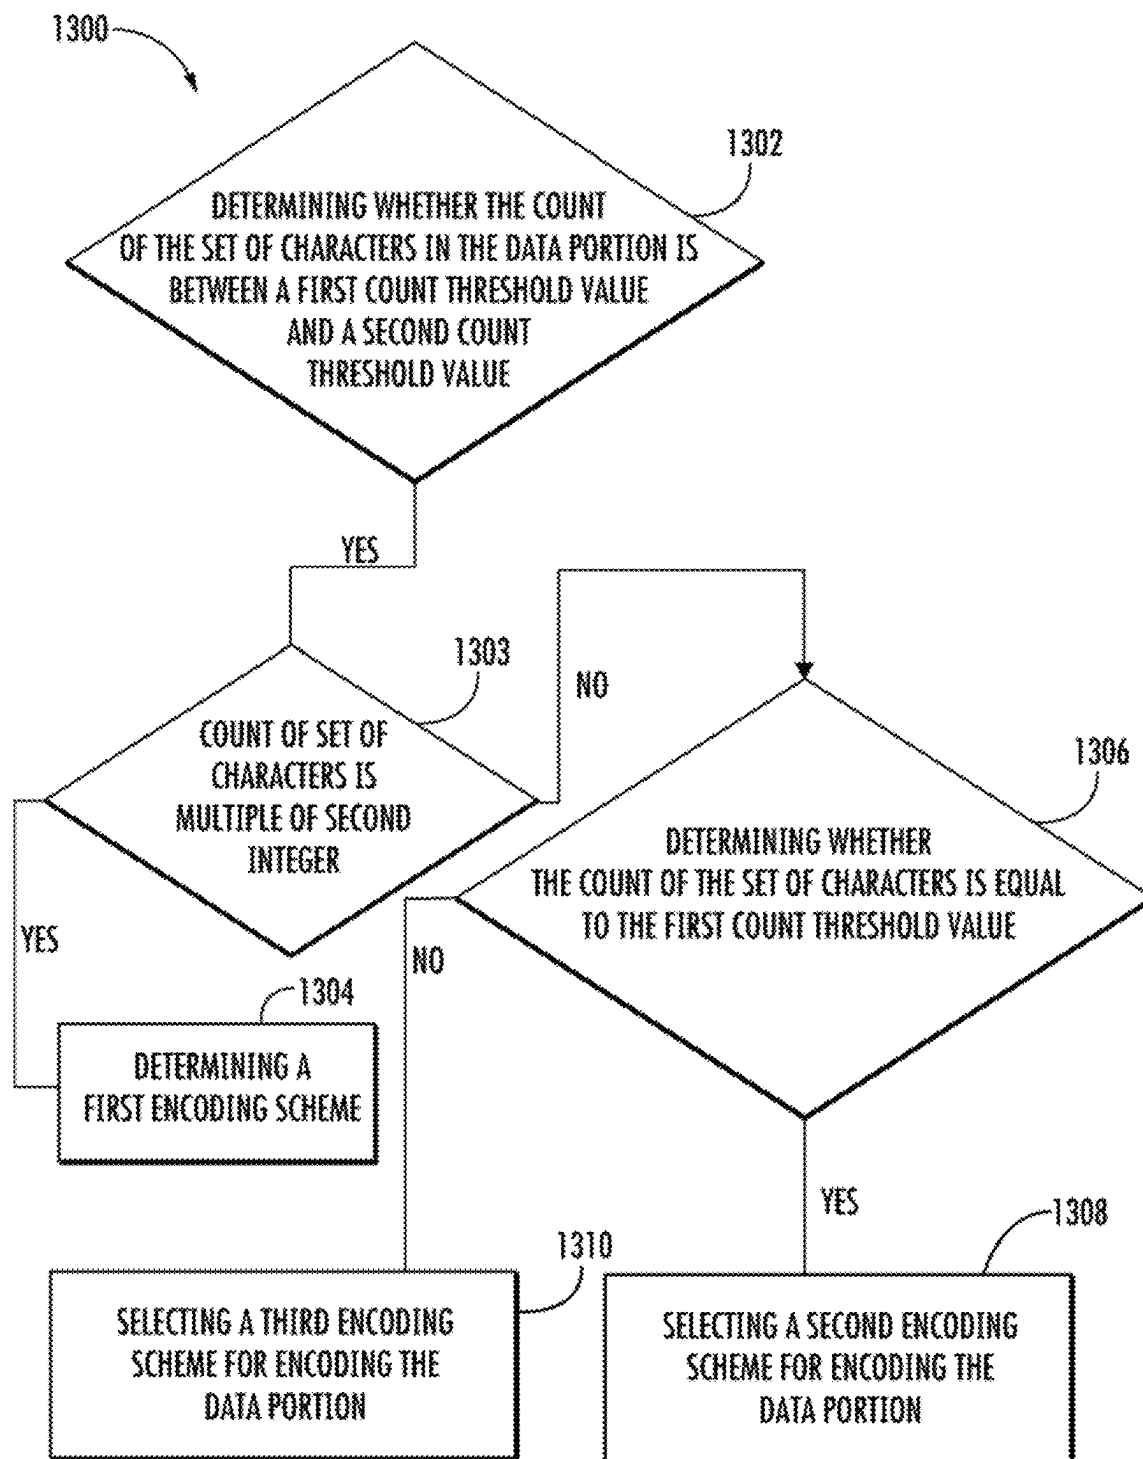 1300
1302
DETERMINING WHETHER THE COUNT
OF THE SET OF CHARACTERS IN THE DATA PORTION IS
BETWEEN A FIRST COUNT THRESHOLD VALUE
AND A SECOND COUNT
THRESHOLD VALUE
YES
1303
NO
COUNT OF SET OF
CHARACTERS IS
MULTIPLE OF SECOND
INTEGER
1306
DETERMINING WHETHER
THE COUNT OF THE SET OF CHARACTERS IS EQUAL
TO THE FIRST COUNT THRESHOLD VALUE
YES
NO
1304
DETERMINING A
FIRST ENCODING SCHEME
YES
1308
1310
SELECTING A THIRD ENCODING
SCHEME FOR ENCODING THE
DATA PORTION
SELECTING A SECOND ENCODING
SCHEME FOR ENCODING THE
DATA PORTION